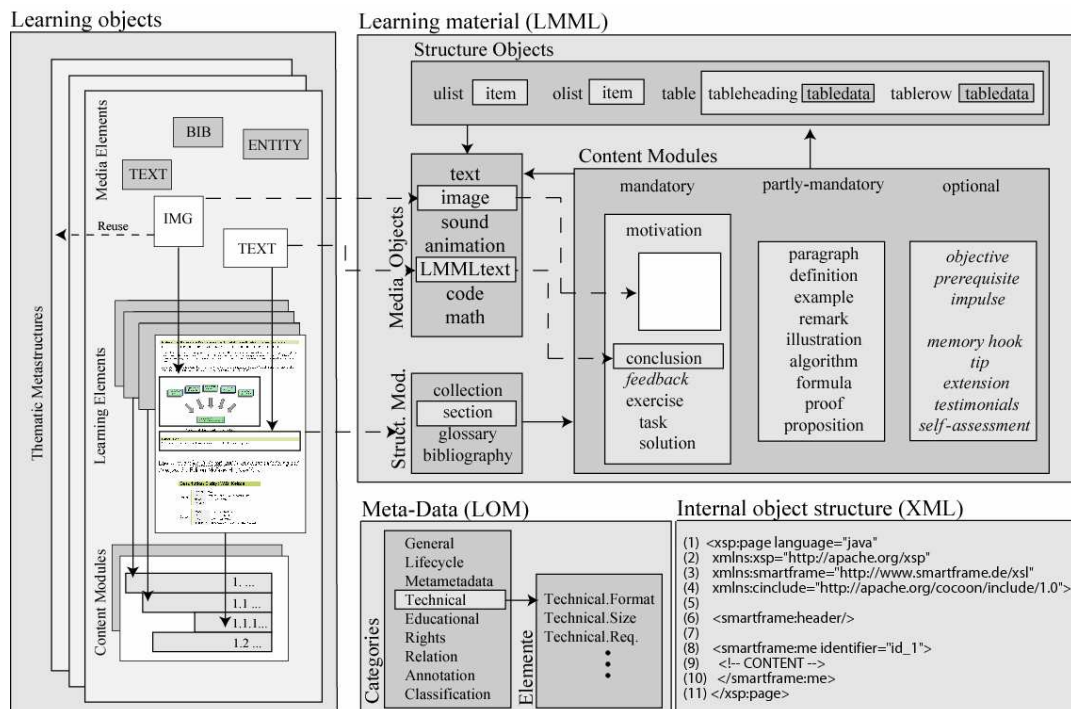 Learning objects
Media Elements
BIB
ENTITY
TEXT
IMG
Reuse
TEXT
Thematic Metastructures
Learning Elements
Content Modules
1. ...
1.1 ...
1.1.1...
1.2 ...
Learning material (LMML)
Structure Objects
ulist item olist item table tableheading tabledata tablerow tabledata
Media Objects
text
image
sound
animation
LMMLtext
code
math
Struct. Mod.
collection
section
glossary
bibliography
Content Modules
mandatory
motivation
conclusion
feedback
exercise
task
solution
partly-mandatory
paragraph
definition
example
remark
illustration
algorithm
formula
proof
proposition
optional
objective
prerequisite
impulse
memory hook
tip
extension
testimonials
self-assessment
Meta-Data (LOM)
Categories
General
Lifecycle
Metametadata
Technical
Educational
Rights
Relation
Annotation
Classification
Elemente
Technical.Format
Technical.Size
Technical.Req.
Internal object structure (XML)
(1) <xsp:page language="java"
(2) xmlns:xsp="http://apache.org/xsp"
(3) xmlns:smartframe="http://www.smartframe.de/xsl"
(4) xmlns:cinclude="http://apache.org/cocoon/include/1.0">
(5)
(6) <smartframe:header/>
(7)
(8) <smartframe:me identifier="id_1">
(9) <!-- CONTENT -->
(10) </smartframe:me>
(11) </xsp:page>